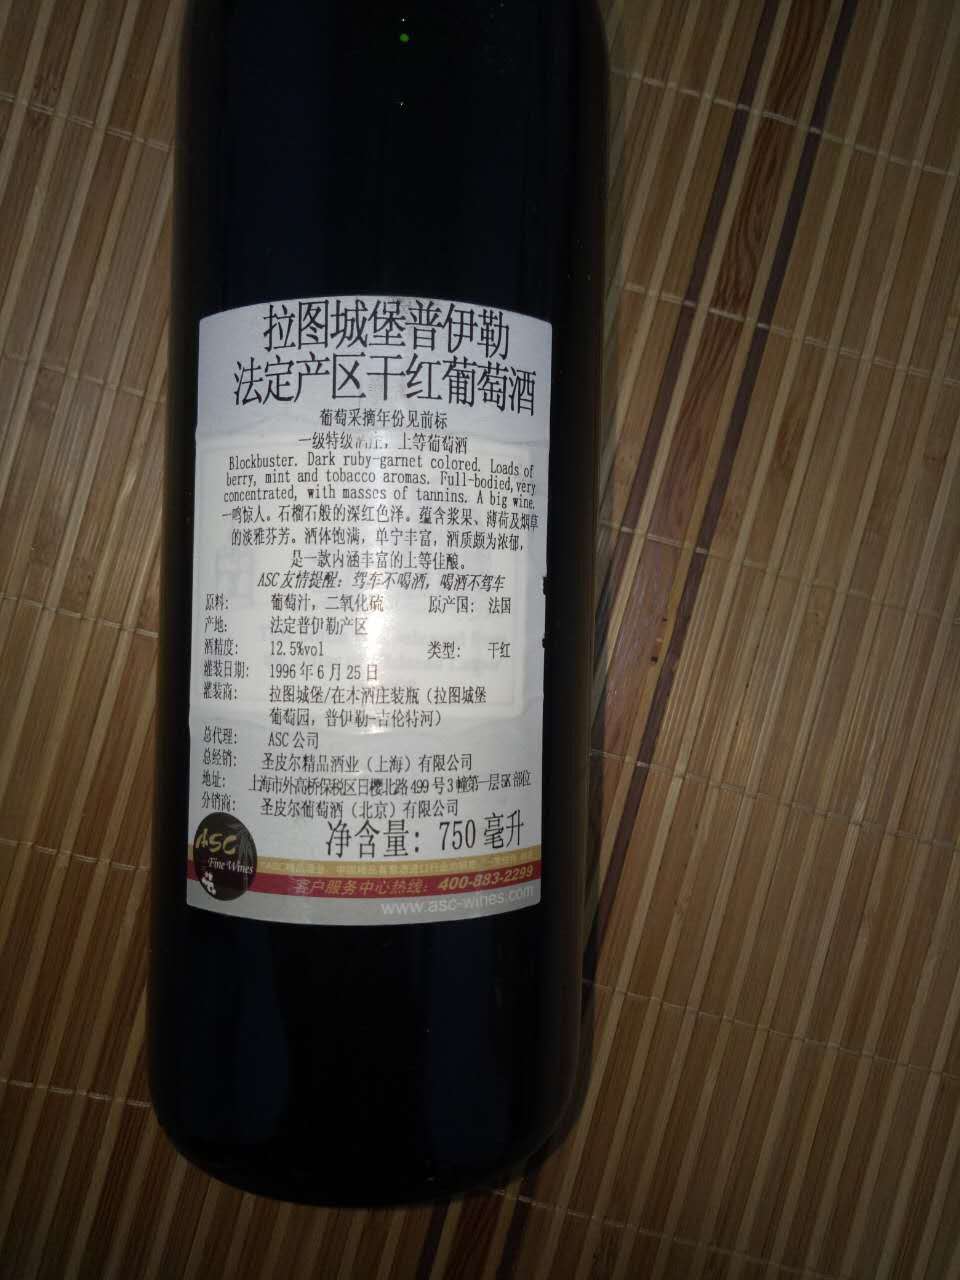 拉图城堡普伊勒
法定产区干红葡萄酒
葡萄采摘年份见前标
一级特级酒庄，上等葡萄酒
Blockbuster. Dark ruby-garnet colored. Loads of
berry, mint and tobacco aromas. Full-bodied, very
concentrated, with masses of tannins. A big wine.
一鸣惊人。石榴石般的深红色泽。蕴含浆果、薄荷及烟草
的淡雅芬芳。酒体饱满，单宁丰富，酒质颇为浓郁，
是一款内涵丰富的上等佳酿。
ASC友情提醒：驾车不喝酒，喝酒不驾车
原料： 葡萄汁，二氧化硫 原产国： 法国
产地： 法定普伊勒产区
酒精度： 12.5%vol 类型： 干红
灌装日期： 1996年6月25日
灌装商： 拉图城堡/在木酒庄装瓶（拉图城堡
葡萄园，普伊勒-吉伦特河）
总代理： ASC公司
总经销： 圣皮尔精品酒业（上海）有限公司
地址： 上海市外高桥保税区日樱北路499号3幢第一层5K部位
分销商： 圣皮尔葡萄酒（北京）有限公司
净含量：750毫升
ASC
Fine Wines
客户服务中心热线：400-883-2299
www.asc-wines.com